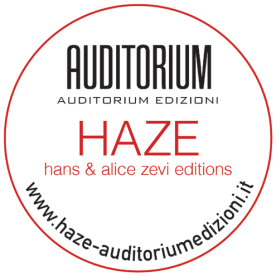 AUDITORIUM
AUDITORIUM EDIZIONI
HAZE
hans & alice zevi editions
www.haze-auditoriumedizioni.it